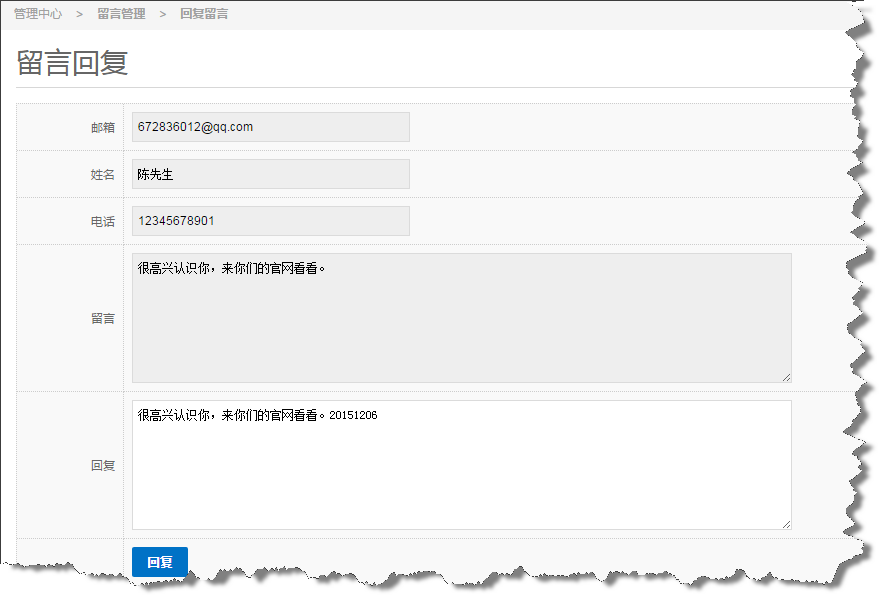 管理中心 > 留言管理 > 回复留言
留言回复
邮箱 672836012@qq.com
姓名 陈先生
电话 12345678901
留言 很高兴认识你，来你们的官网看看。
回复 很高兴认识你，来你们的官网看看。20151206
回复